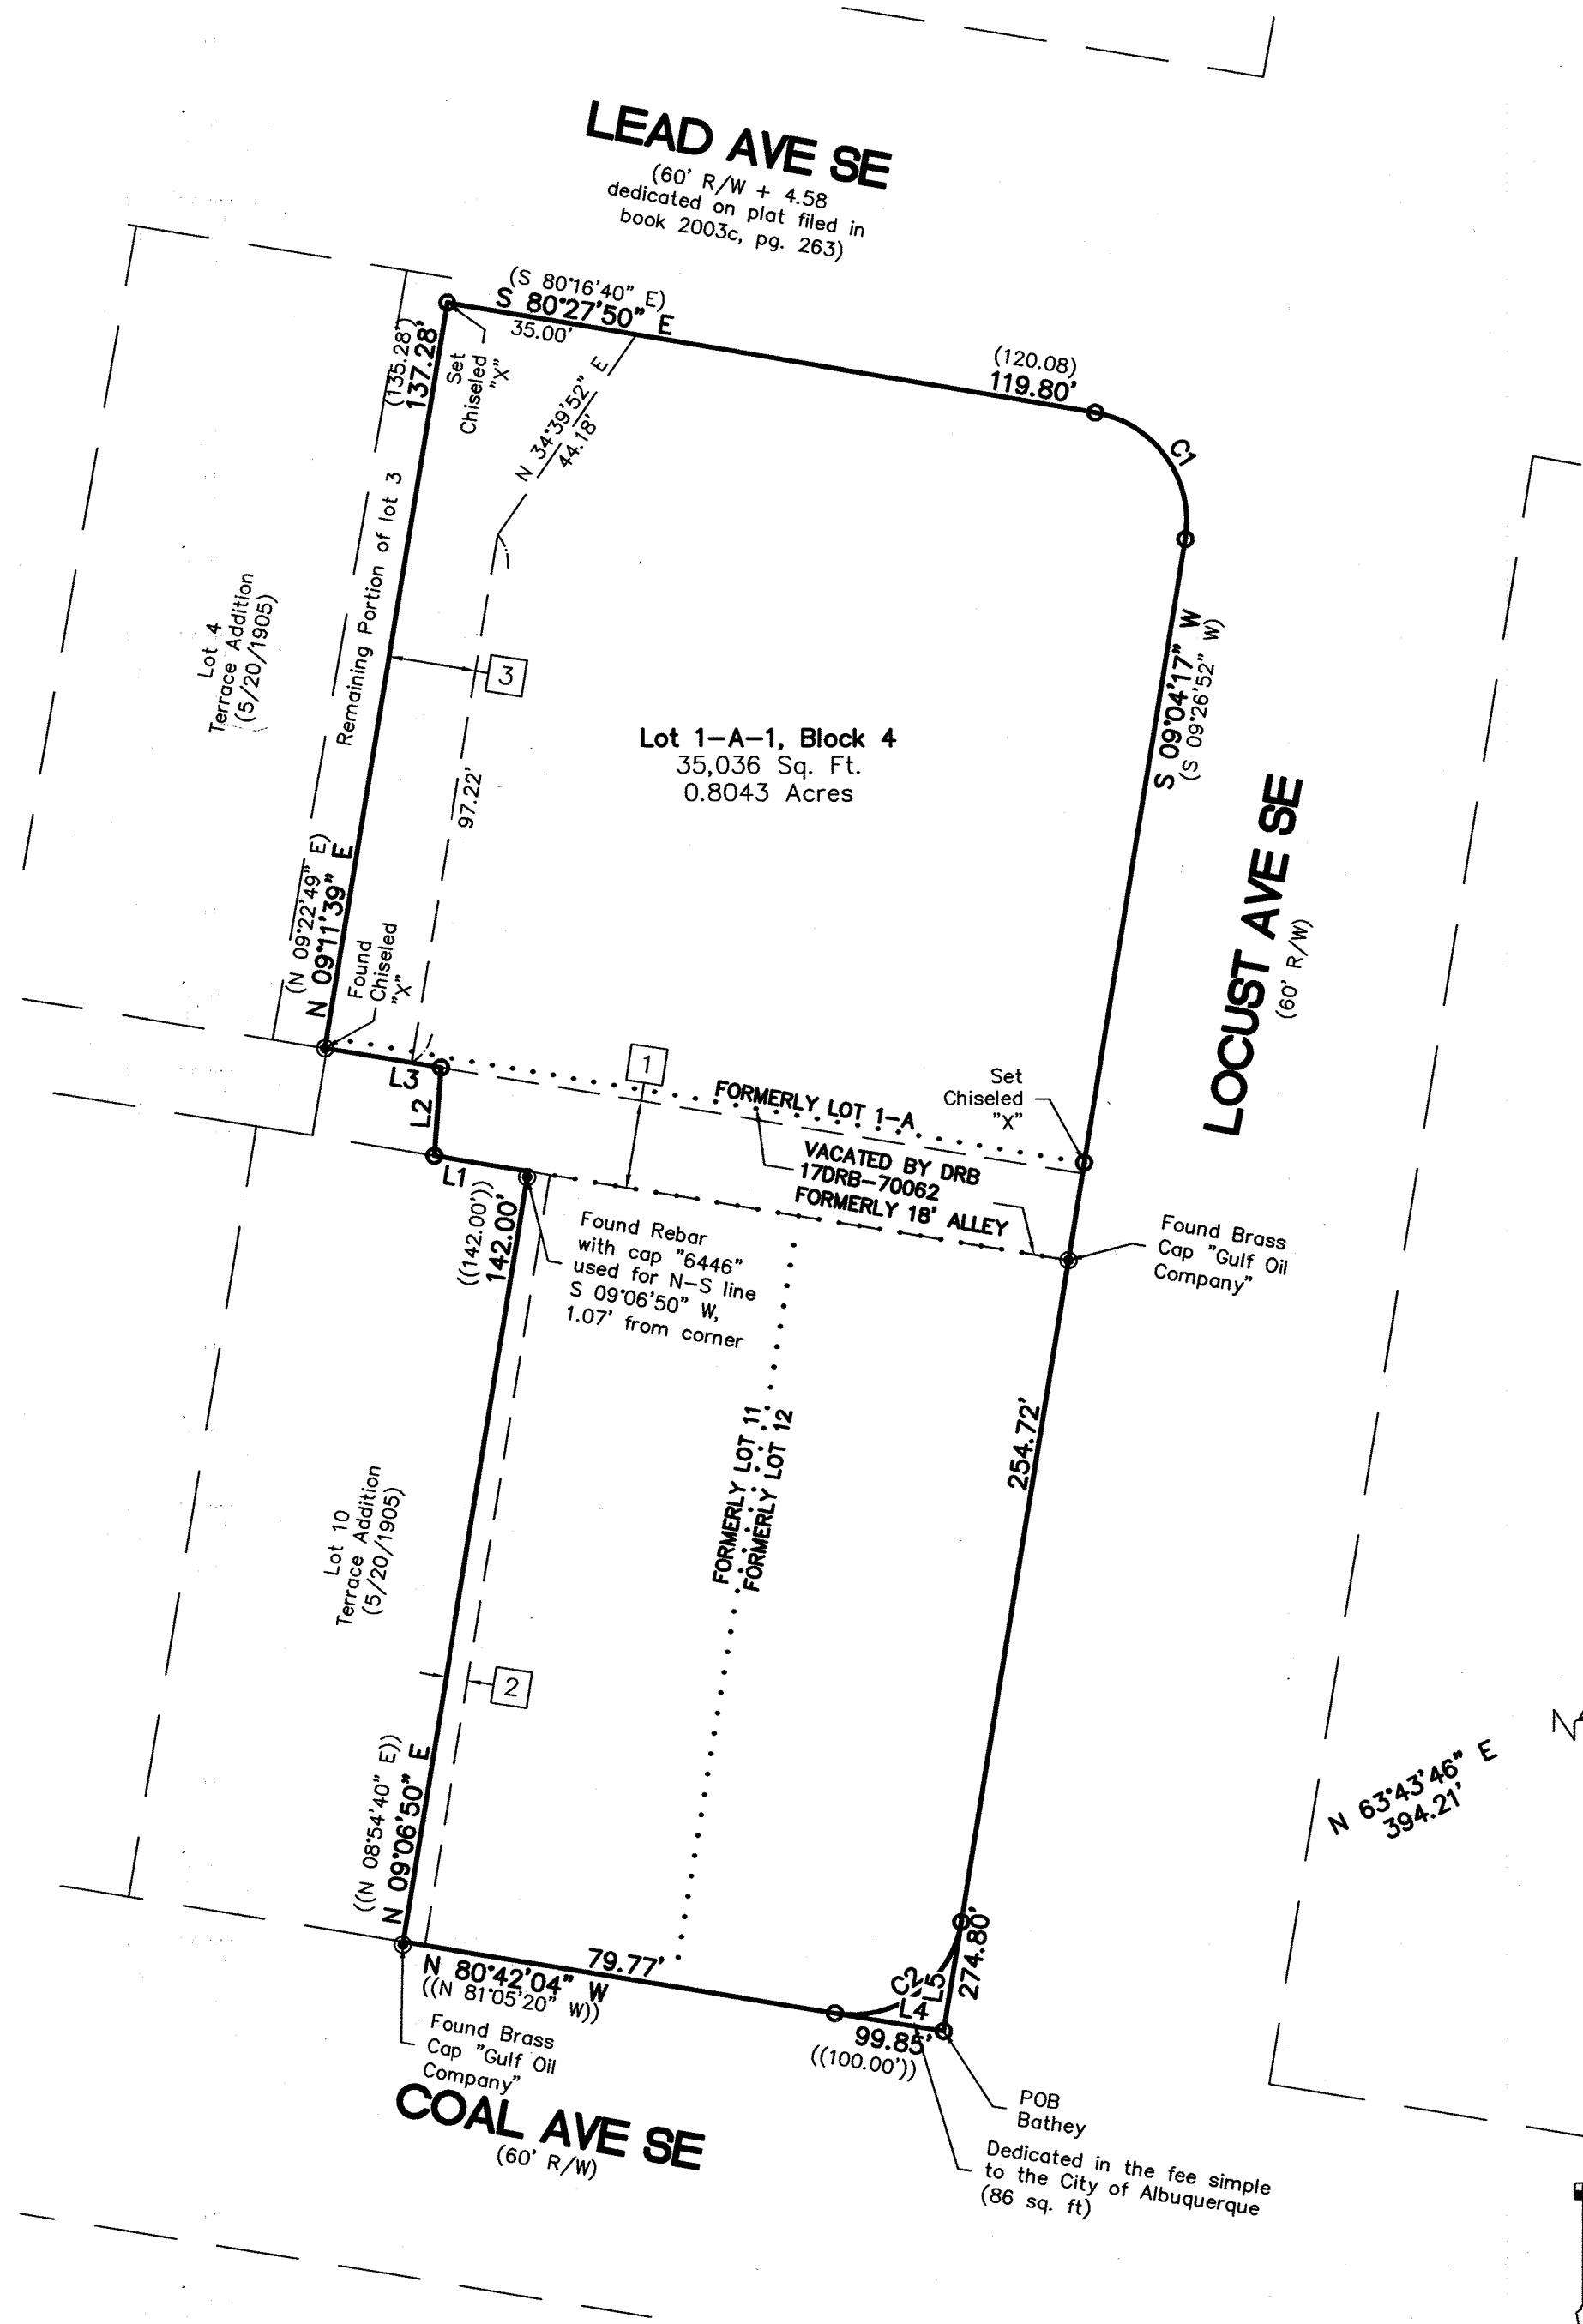 LEAD AVE SE
(60' R/W + 4.58
dedicated on plat filed in
book 2003c, pg. 263)
(S 80°16'40" E)
S 80°27'50" E
35.00'
(120.08)
119.80'
C1
(135.28')
137.28'
Set
Chiseled
"X"
N 34°39'52" E
44.18'
Remaining Portion of lot 3
Lot 4
Terrace Addition
(5/20/1905)
3
97.22'
Lot 1-A-1, Block 4
35,036 Sq. Ft.
0.8043 Acres
S 09°04'17" W
(S 09°26'52" W)
LOCUST AVE SE
(60' R/W)
(N 09°22'49" E)
N 09°11'39" E
Found
Chiseled
"X"
L3
L2
L1
1
FORMERLY LOT 1-A
Set
Chiseled
"X"
VACATED BY DRB
17DRB-70062
FORMERLY 18' ALLEY
((142.00'))
142.00'
Found Rebar
with cap "6446"
used for N-S line
S 09°06'50" W,
1.07' from corner
Found Brass
Cap "Gulf Oil
Company"
254.72'
FORMERLY LOT 11
FORMERLY LOT 12
Lot 10
Terrace Addition
(5/20/1905)
2
((N 08°54'40" E))
N 09°06'50" E
N 63°43'46" E
394.21'
274.80'
C2
L5
L4
79.77'
N 80°42'04" W
((N 81°05'20" W))
99.85'
((100.00'))
Found Brass
Cap "Gulf Oil
Company"
POB
Bathey
Dedicated in the fee simple
to the City of Albuquerque
(86 sq. ft)
COAL AVE SE
(60' R/W)